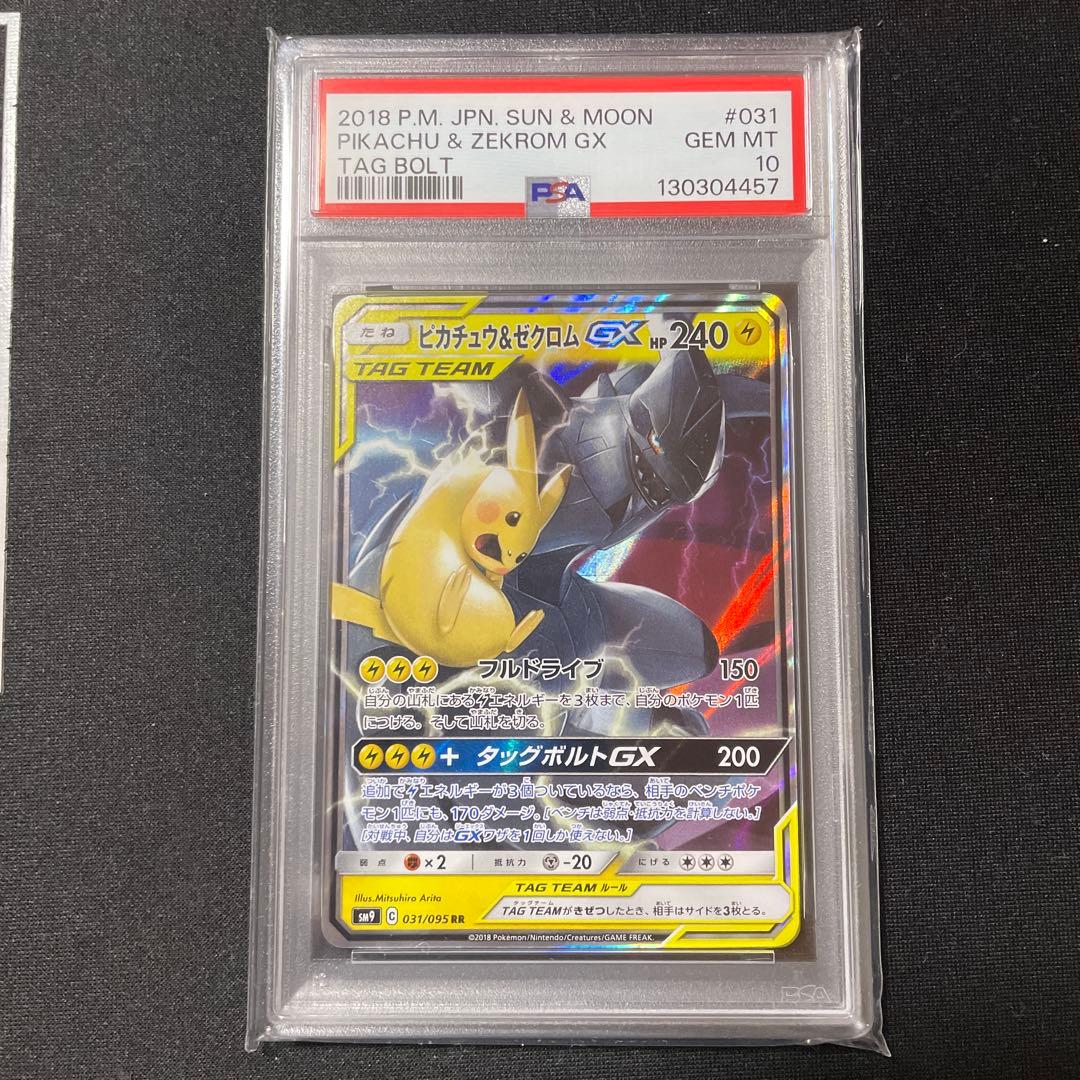 2018 P.M. JPN. SUN & MOON #031
PIKACHU & ZEKROM GX GEM MT
TAG BOLT 10
PSA 130304457
たね ピカチュウ&ゼクロムGX HP240
TAG TEAM
フルドライブ 150
自分の山札にあるエネルギーを3枚まで、自分のポケモン1匹
につける。そして山札を切る。
+ タッグボルトGX 200
追加でエネルギーが3個ついているなら、相手のベンチポケ
モン1匹にも、170ダメージ。[ベンチは弱点・抵抗力を計算しない。]
[対戦中、自分はGXワザを1回しか使えない。]
弱点 ×2 抵抗力 -20 にげる
TAG TEAM ルール
Illus.Mitsuhiro Arita
TAG TEAMがきぜつしたとき、相手はサイドを3枚とる。
SM9 C 031/095 RR
©2018 Pokémon/Nintendo/Creatures/GAME FREAK.
PSA